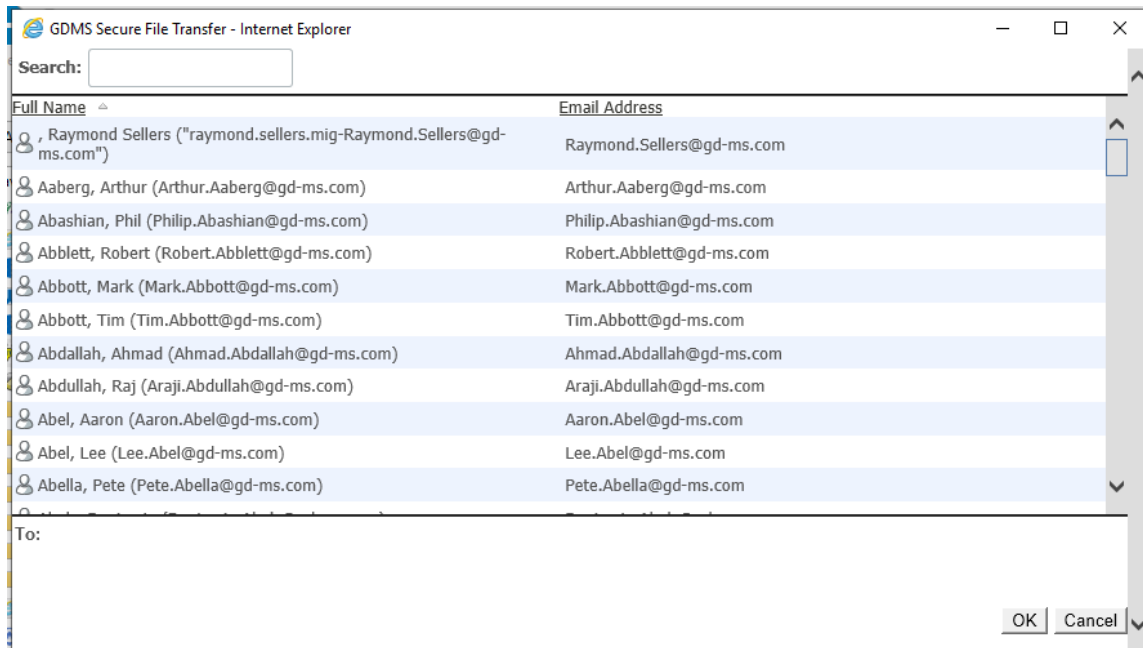 GDMS Secure File Transfer - Internet Explorer
Search:
Full Name Email Address
, Raymond Sellers ("raymond.sellers.mig-Raymond.Sellers@gd-
ms.com") Raymond.Sellers@gd-ms.com
Aaberg, Arthur (Arthur.Aaberg@gd-ms.com) Arthur.Aaberg@gd-ms.com
Abashian, Phil (Philip.Abashian@gd-ms.com) Philip.Abashian@gd-ms.com
Abblett, Robert (Robert.Abblett@gd-ms.com) Robert.Abblett@gd-ms.com
Abbott, Mark (Mark.Abbott@gd-ms.com) Mark.Abbott@gd-ms.com
Abbott, Tim (Tim.Abbott@gd-ms.com) Tim.Abbott@gd-ms.com
Abdallah, Ahmad (Ahmad.Abdallah@gd-ms.com) Ahmad.Abdallah@gd-ms.com
Abdullah, Raj (Araji.Abdullah@gd-ms.com) Araji.Abdullah@gd-ms.com
Abel, Aaron (Aaron.Abel@gd-ms.com) Aaron.Abel@gd-ms.com
Abel, Lee (Lee.Abel@gd-ms.com) Lee.Abel@gd-ms.com
Abella, Pete (Pete.Abella@gd-ms.com) Pete.Abella@gd-ms.com
To:
OK Cancel